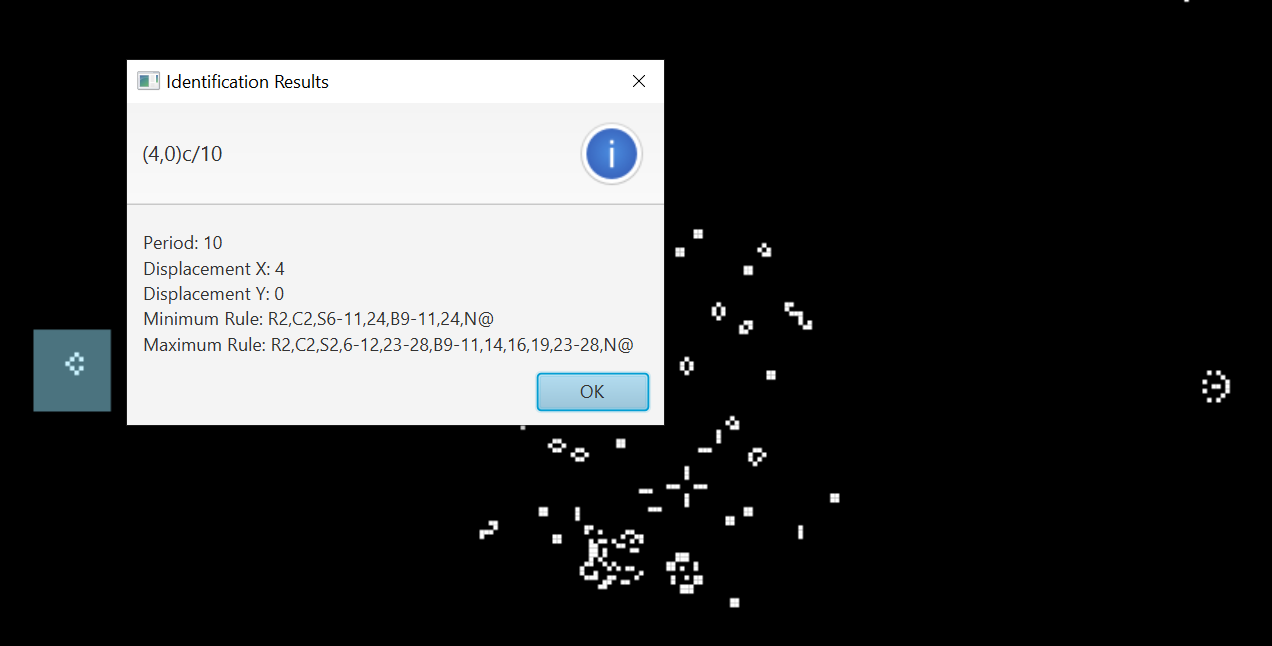 Identification Results
(4,0)c/10
Period: 10
Displacement X: 4
Displacement Y: 0
Minimum Rule: R2,C2,S6-11,24,B9-11,24,N@
Maximum Rule: R2,C2,S2,6-12,23-28,B9-11,14,16,19,23-28,N@
OK